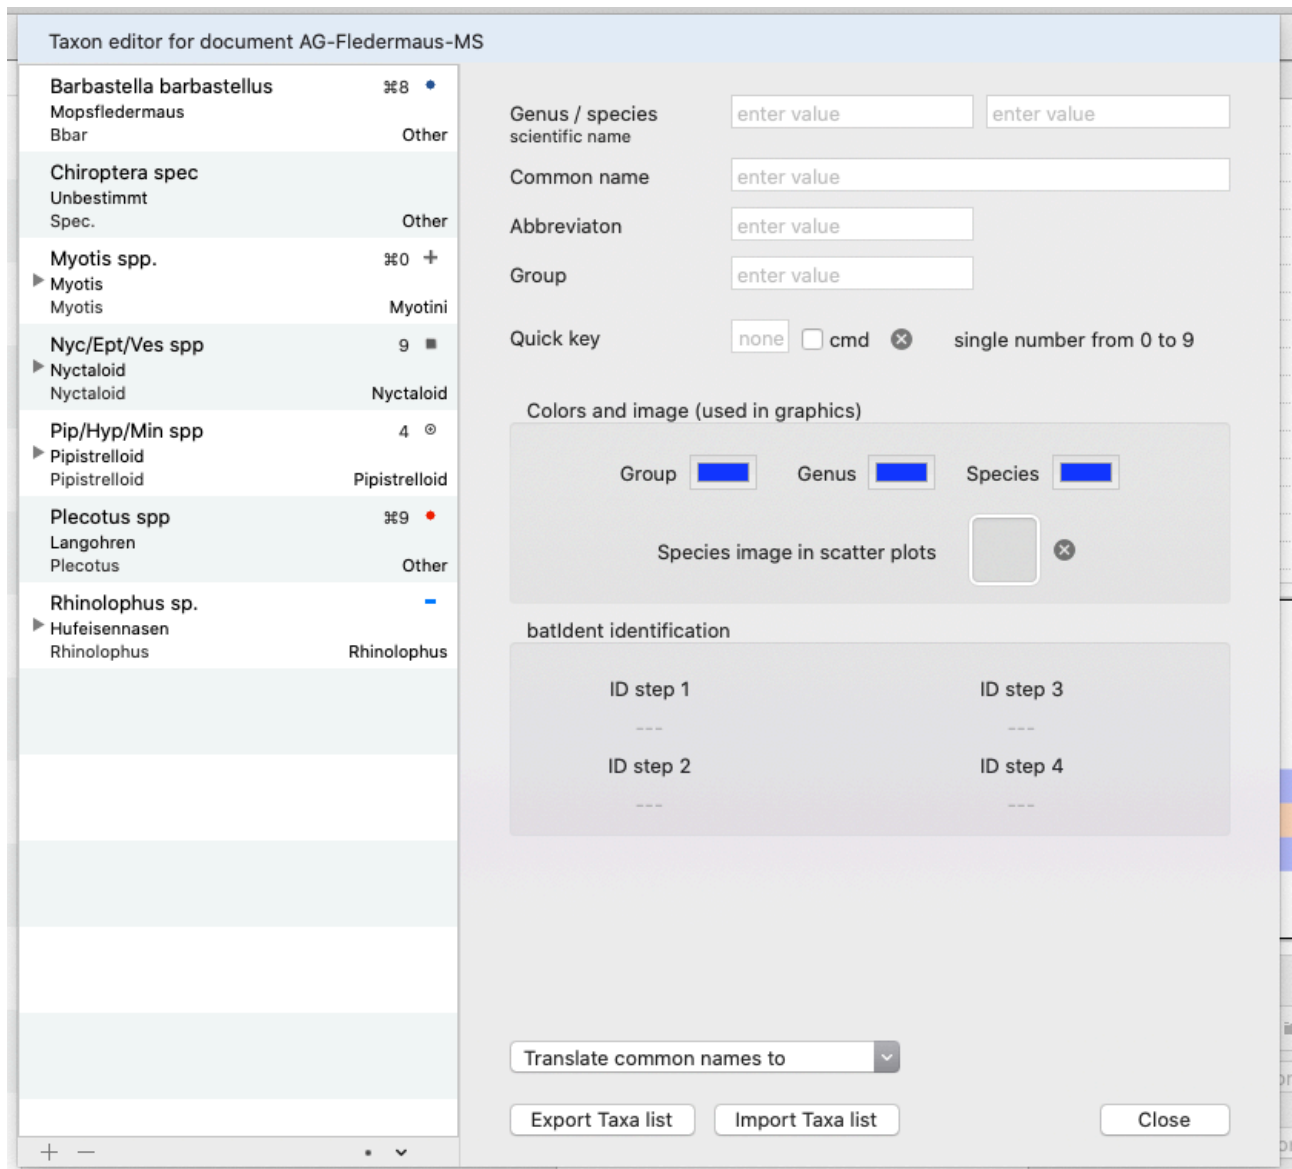 Taxon editor for document AG-Fledermaus-MS
Barbastella barbastellus ⌘8
Mopsfledermaus
Bbar Other
Chiroptera spec
Unbestimmt
Spec. Other
Myotis spp. ⌘0
Myotis
Myotis Myotini
Nyc/Ept/Ves spp 9
Nyctaloid
Nyctaloid Nyctaloid
Pip/Hyp/Min spp 4
Pipistrelloid
Pipistrelloid Pipistrelloid
Plecotus spp ⌘9
Langohren
Plecotus Other
Rhinolophus sp.
Hufeisennasen
Rhinolophus Rhinolophus
Genus / species enter value enter value
scientific name
Common name enter value
Abbreviaton enter value
Group enter value
Quick key none cmd single number from 0 to 9
Colors and image (used in graphics)
Group Genus Species
Species image in scatter plots
batIdent identification
ID step 1 ID step 3
--- ---
ID step 2 ID step 4
--- ---
Translate common names to
Export Taxa list Import Taxa list Close